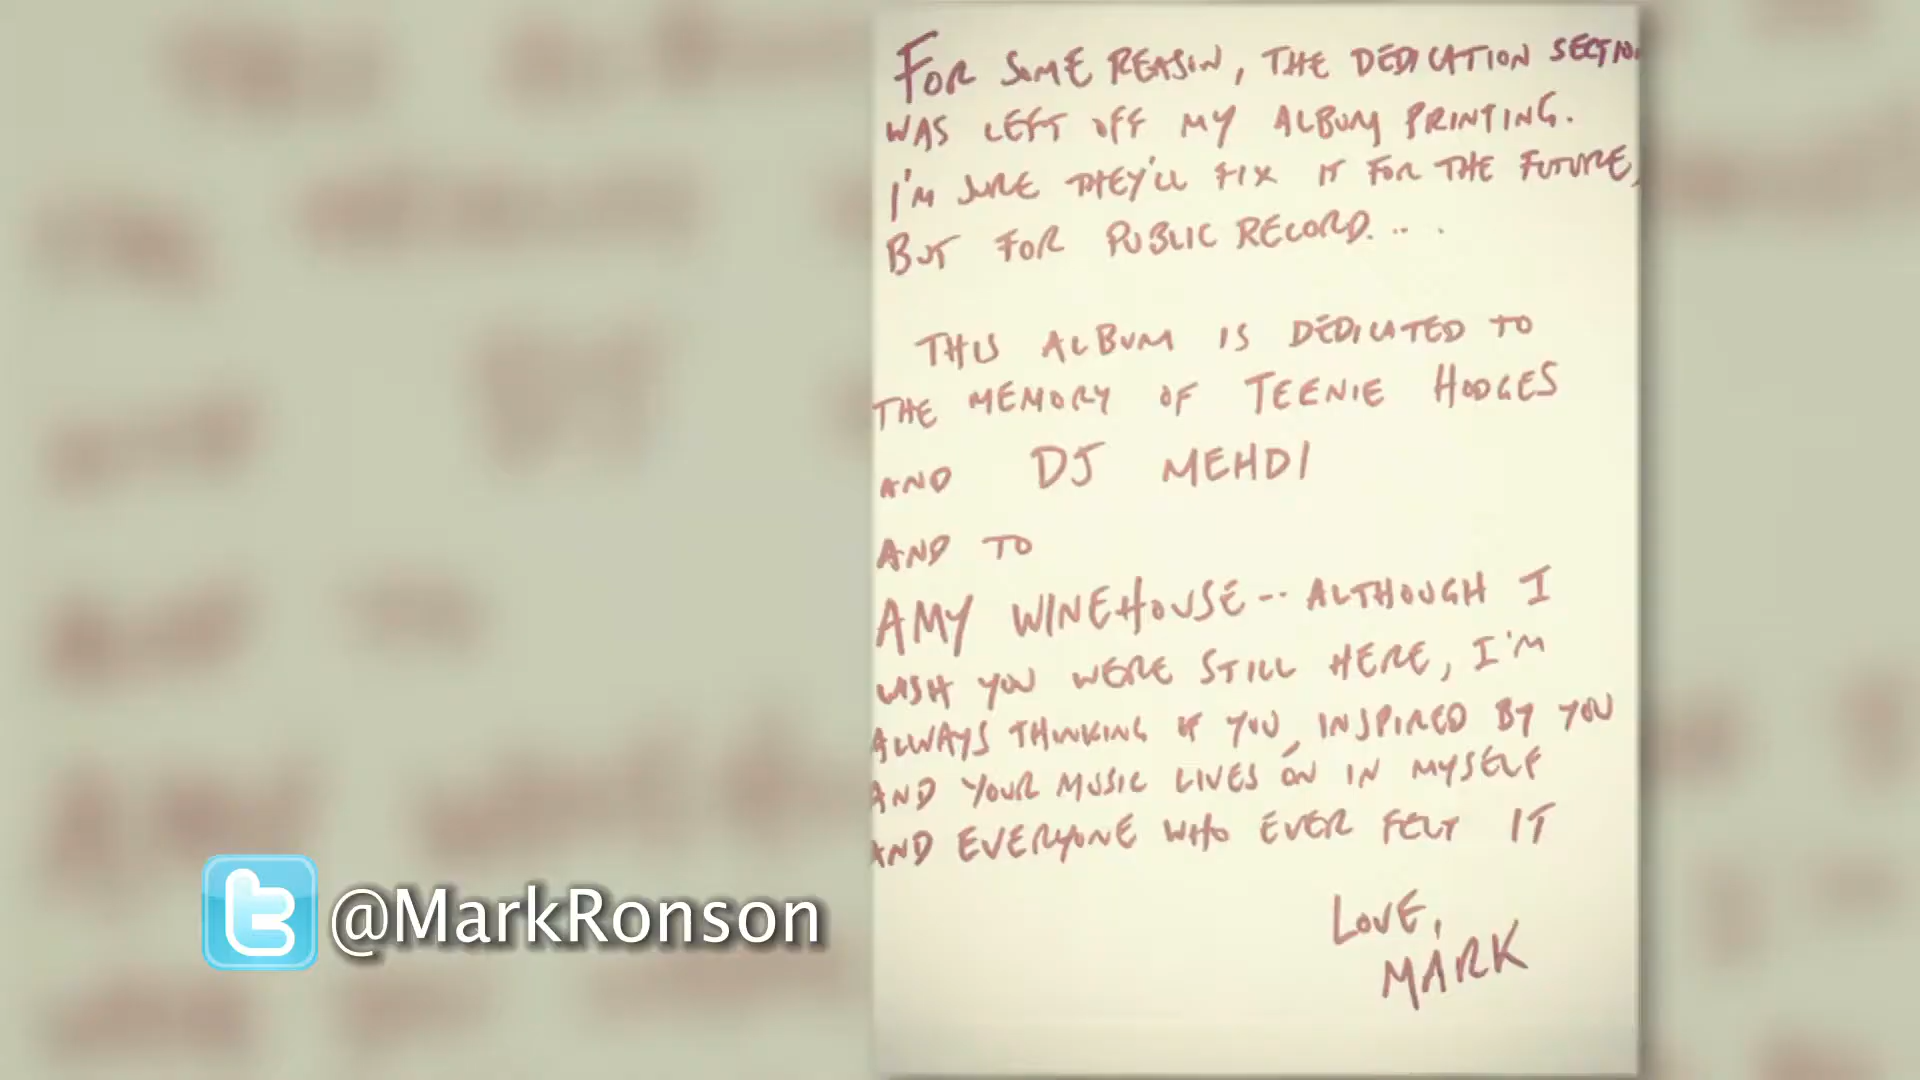 FOR SOME REASON, THE DEDICATION SECTION
WAS LEFT OFF MY ALBUM PRINTING.
I'M SURE THEY'LL FIX IT FOR THE FUTURE,
BUT FOR PUBLIC RECORD....
THIS ALBUM IS DEDICATED TO
THE MEMORY OF TEENIE HODGES
AND DJ MEHDI
AND TO
AMY WINEHOUSE-- ALTHOUGH I
WISH YOU WERE STILL HERE, I'M
ALWAYS THINKING OF YOU, INSPIRED BY YOU
AND YOUR MUSIC LIVES ON IN MYSELF
AND EVERYONE WHO EVER FELT IT
LOVE,
MARK
@MarkRonson